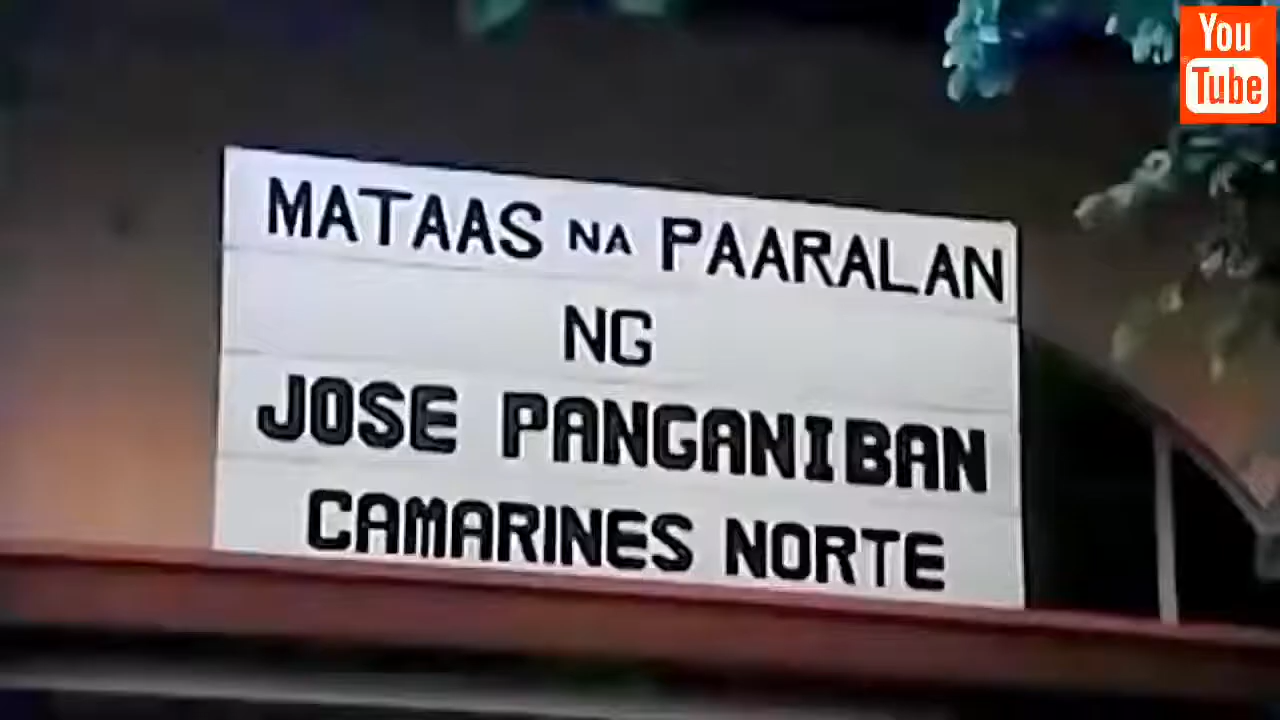 You
Tube
MATAAS NA PAARALAN
NG
JOSE PANGANIBAN
CAMARINES NORTE